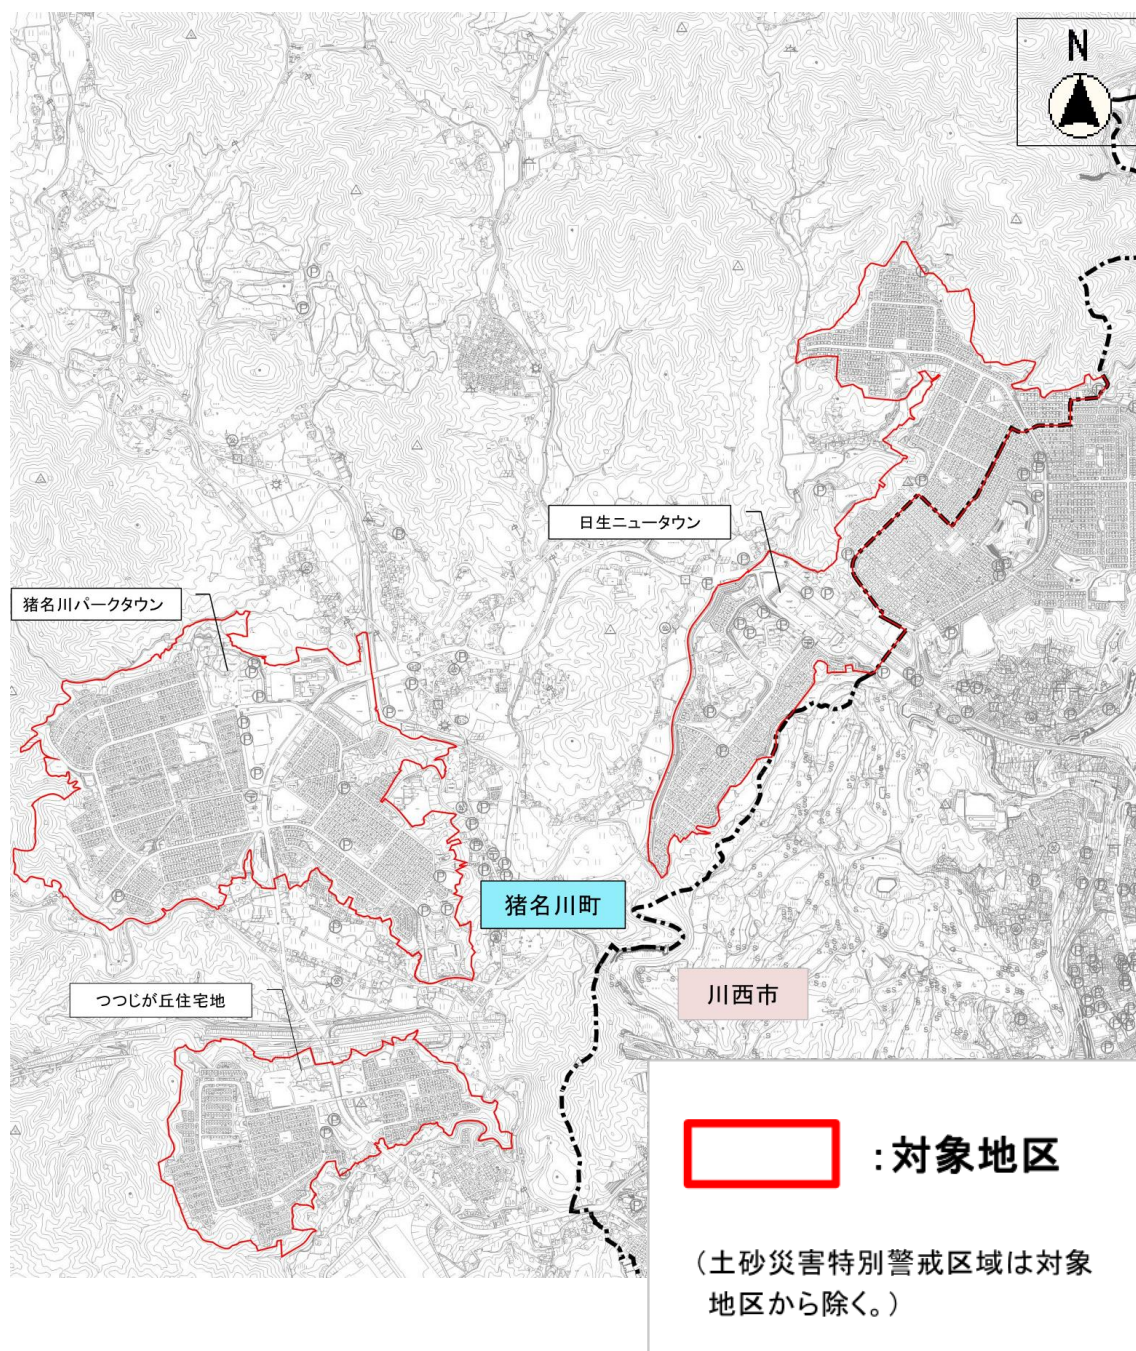 N
日生ニュータウン
猪名川パークタウン
猪名川町
川西市
つつじが丘住宅地
:対象地区
(土砂災害特別警戒区域は対象
地区から除く。)